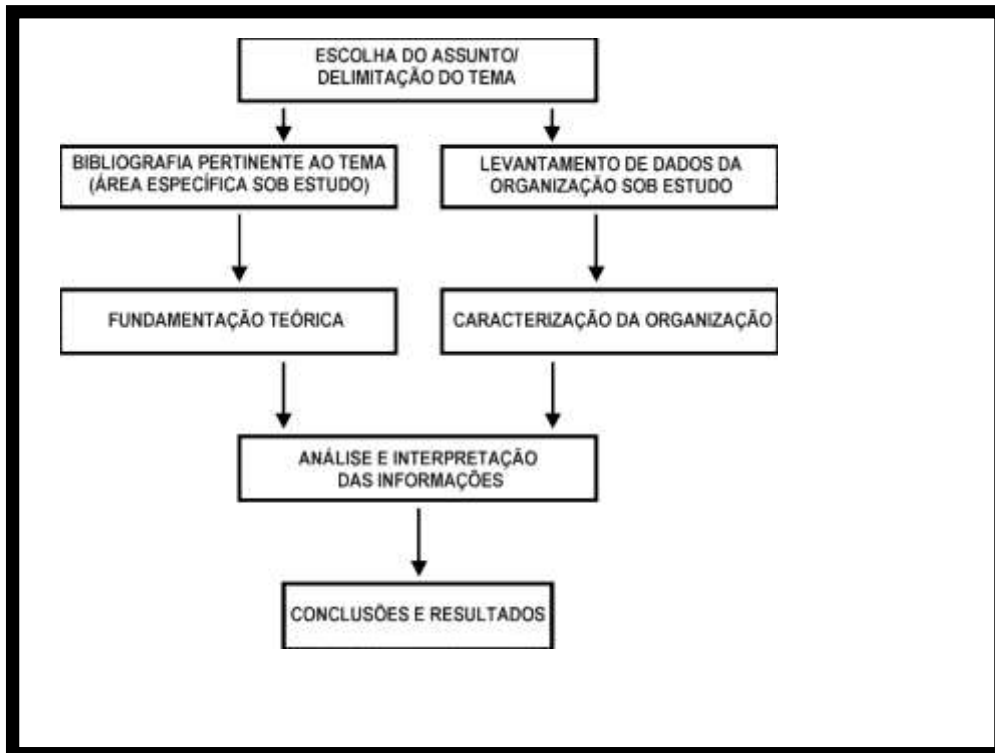 ESCOLHA DO ASSUNTO/
DELIMITAÇÃO DO TEMA
BIBLIOGRAFIA PERTINENTE AO TEMA
(ÁREA ESPECÍFICA SOB ESTUDO)
LEVANTAMENTO DE DADOS DA
ORGANIZAÇÃO SOB ESTUDO
FUNDAMENTAÇÃO TEÓRICA
CARACTERIZAÇÃO DA ORGANIZAÇÃO
ANÁLISE E INTERPRETAÇÃO
DAS INFORMAÇÕES
CONCLUSÕES E RESULTADOS